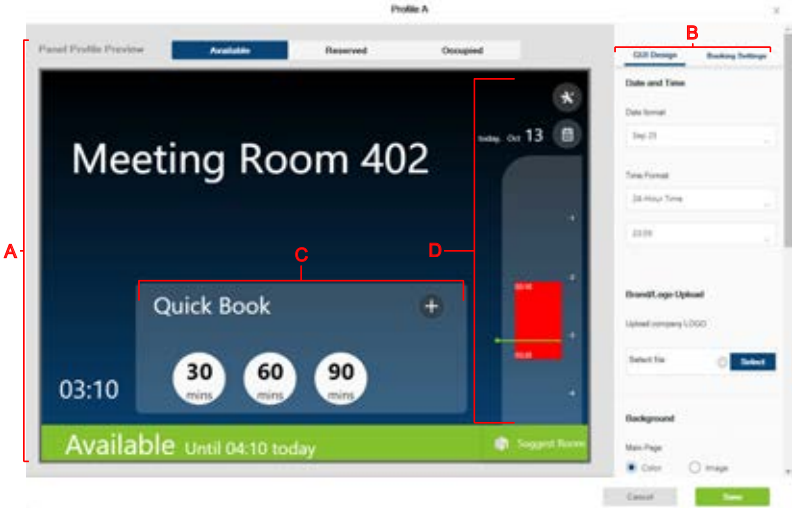 Profile A
x
B
A
Panel Profile Preview
Available
Reserved
Occupied
GUI Design
Booking Settings
Meeting Room 402
today, Oct 13
D
C
Quick Book
+
30 mins
60 mins
90 mins
03:10
Available Until 04:10 today
Suggest Room
Date and Time
Date format
Sep 23
Time Format
24-Hour Time
Brand/Logo Upload
Upload company LOGO
Select file
Select
Background
Main Page
Color
Image
Cancel
Save